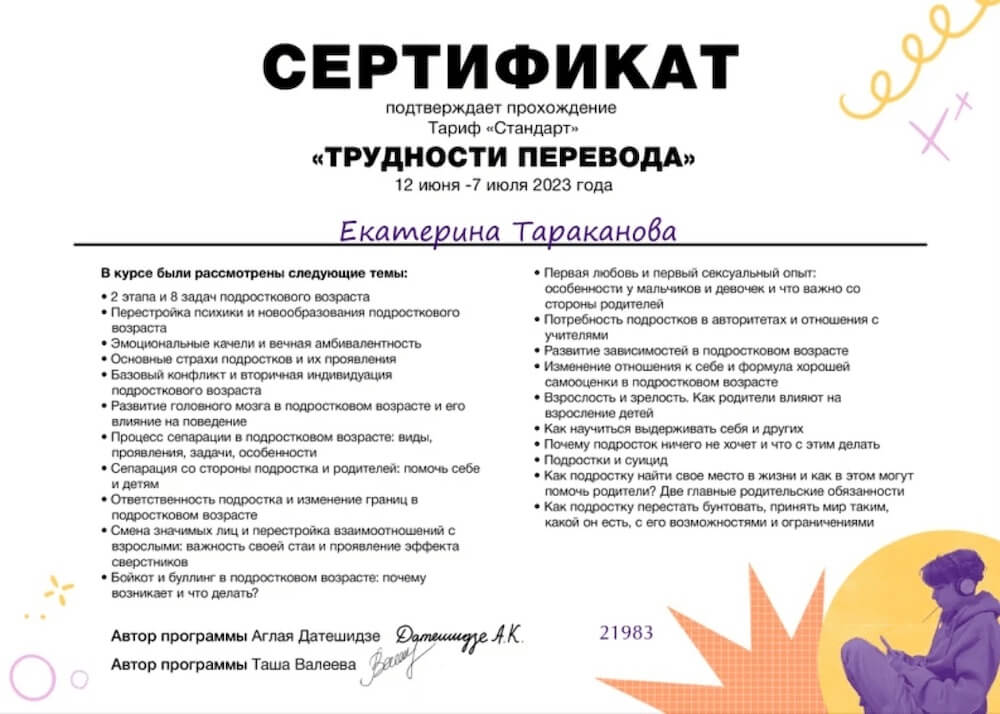 СЕРТИФИКАТ
подтверждает прохождение
Тариф «Стандарт»
«ТРУДНОСТИ ПЕРЕВОДА»
12 июня -7 июля 2023 года
Екатерина Тараканова
В курсе были рассмотрены следующие темы:
• 2 этапа и 8 задач подросткового возраста
• Перестройка психики и новообразования подросткового
возраста
• Эмоциональные качели и вечная амбивалентность
• Основные страхи подростков и их проявления
• Базовый конфликт и вторичная индивидуация
подросткового возраста
• Развитие головного мозга в подростковом возрасте и его
влияние на поведение
• Процесс сепарации в подростковом возрасте: виды,
проявления, задачи, особенности
• Сепарация со стороны подростка и родителей: помочь себе
и детям
• Ответственность подростка и изменение границ в
подростковом возрасте
• Смена значимых лиц и перестройка взаимоотношений с
взрослыми: важность своей стаи и проявление эффекта
сверстников
• Бойкот и буллинг в подростковом возрасте: почему
возникает и что делать?
• Первая любовь и первый сексуальный опыт:
особенности у мальчиков и девочек и что важно со
стороны родителей
• Потребность подростков в авторитетах и отношения с
учителями
• Развитие зависимостей в подростковом возрасте
• Изменение отношения к себе и формула хорошей
самооценки в подростковом возрасте
• Взрослость и зрелость. Как родители влияют на
взросление детей
• Как научиться выдерживать себя и других
• Почему подросток ничего не хочет и что с этим делать
• Подростки и суицид
• Как подростку найти свое место в жизни и как в этом могут
помочь родители? Две главные родительские обязанности
• Как подростку перестать бунтовать, принять мир таким,
какой он есть, с его возможностями и ограничениями
Автор программы Аглая Датешидзе Датешидзе А.К.
Автор программы Таша Валеева
21983